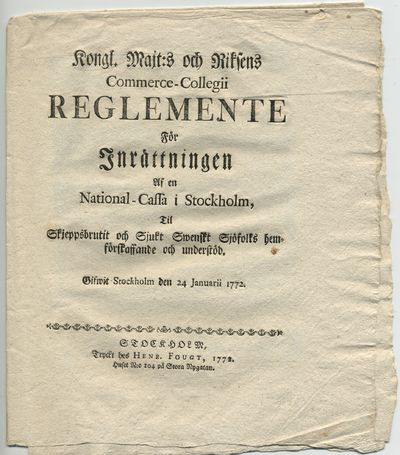 Kongl. Majt:s och Riksens
Commerce-Collegii
REGLEMENTE
För
Inrättningen
Af en
National-Cassa i Stockholm,
Til
Skieppsbrutit och Sjukt Swenskt Sjöfolks hem-
förskaffande och understöd.
Gifwit Stockholm den 24 Januarii 1772.
STOCKHOLM,
Tryckt hos HENR. FOUGT, 1772.
Huset N:o 104 på Stora Nygatan.